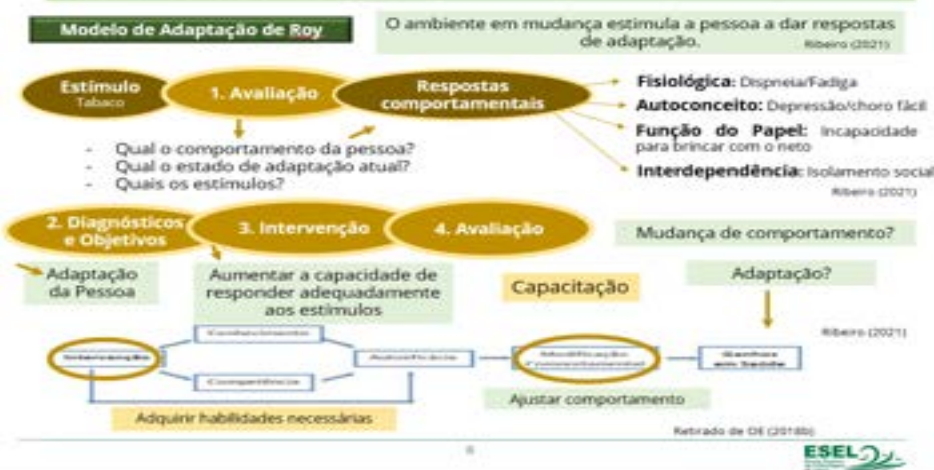 Modelo de Adaptação de Roy
O ambiente em mudança estimula a pessoa a dar respostas
de adaptação.
Ribeiro (2021)
Estímulo
Tabaco
1. Avaliação
Respostas
comportamentais
Fisiológica: Dispneia/Fadiga
Autoconceito: Depressão/choro fácil
Função do Papel: Incapacidade
para brincar com o neto
Interdependência: Isolamento social
Ribeiro (2021)
- Qual o comportamento da pessoa?
- Qual o estado de adaptação atual?
- Quais os estímulos?
2. Diagnósticos
e Objetivos
3. Intervenção
4. Avaliação
Mudança de comportamento?
Adaptação
da Pessoa
Aumentar a capacidade de
responder adequadamente
aos estímulos
Capacitação
Adaptação?
Ribeiro (2021)
Conhecimento
Intervenção
Autoeficácia
Modificação
Comportamental
Ganhos
em Saúde
Competência
Adquirir habilidades necessárias
Ajustar comportamento
Retirado de OE (2018b)
ESEL